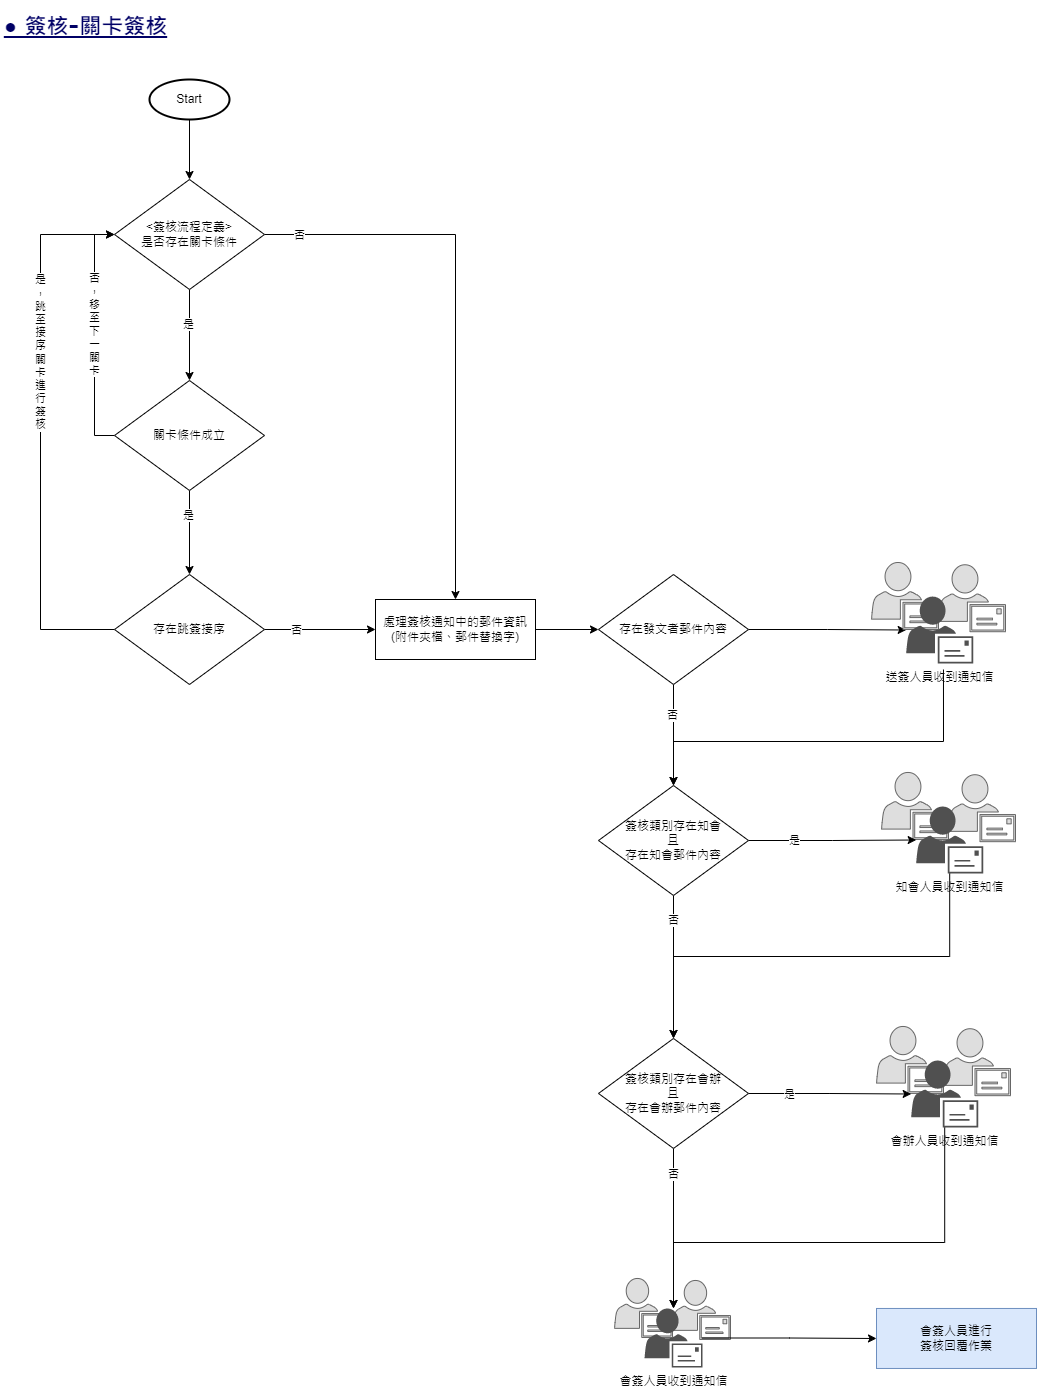 ● 簽核-關卡簽核
Start
<簽核流程定義>
是否存在關卡條件
否
是，跳至接序關卡進行簽核
否，移至下一關卡
是
關卡條件成立
是
存在跳簽接序
否
處理簽核通知中的郵件資訊
(附件夾檔、郵件替換字)
存在發文者郵件內容
送簽人員收到通知信
否
簽核類別存在知會
且
存在知會郵件內容
是
知會人員收到通知信
否
簽核類別存在會辦
且
存在會辦郵件內容
是
會辦人員收到通知信
否
會簽人員收到通知信
會簽人員進行
簽核回覆作業